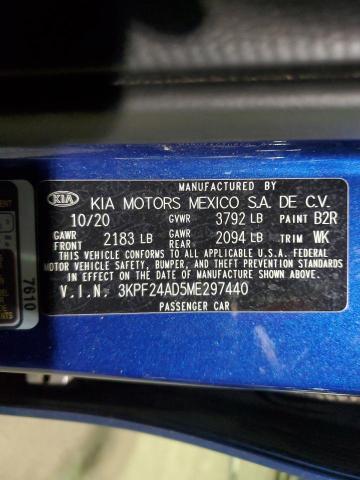 MANUFACTURED BY
KIA KIA MOTORS MEXICO S.A. DE C.V.
10/20 GVWR 3792 LB PAINT B2R
GAWR FRONT 2183 LB GAWR REAR 2094 LB TRIM WK
THIS VEHICLE CONFORMS TO ALL APPLICABLE U.S.A. FEDERAL
MOTOR VEHICLE SAFETY, BUMPER, AND THEFT PREVENTION STANDARDS
IN EFFECT ON THE DATE OF MANUFACTURE SHOWN ABOVE.
V.I.N. 3KPF24AD5ME297440
PASSENGER CAR
7610